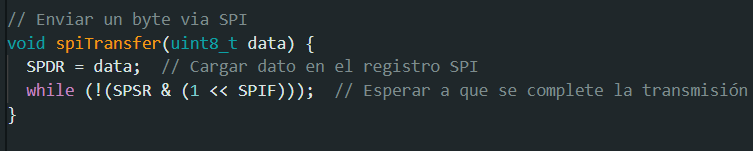 // Enviar un byte via SPI
void spiTransfer(uint8_t data) {
  SPDR = data;  // Cargar dato en el registro SPI
  while (!(SPSR & (1 << SPIF)));  // Esperar a que se complete la transmisión
}